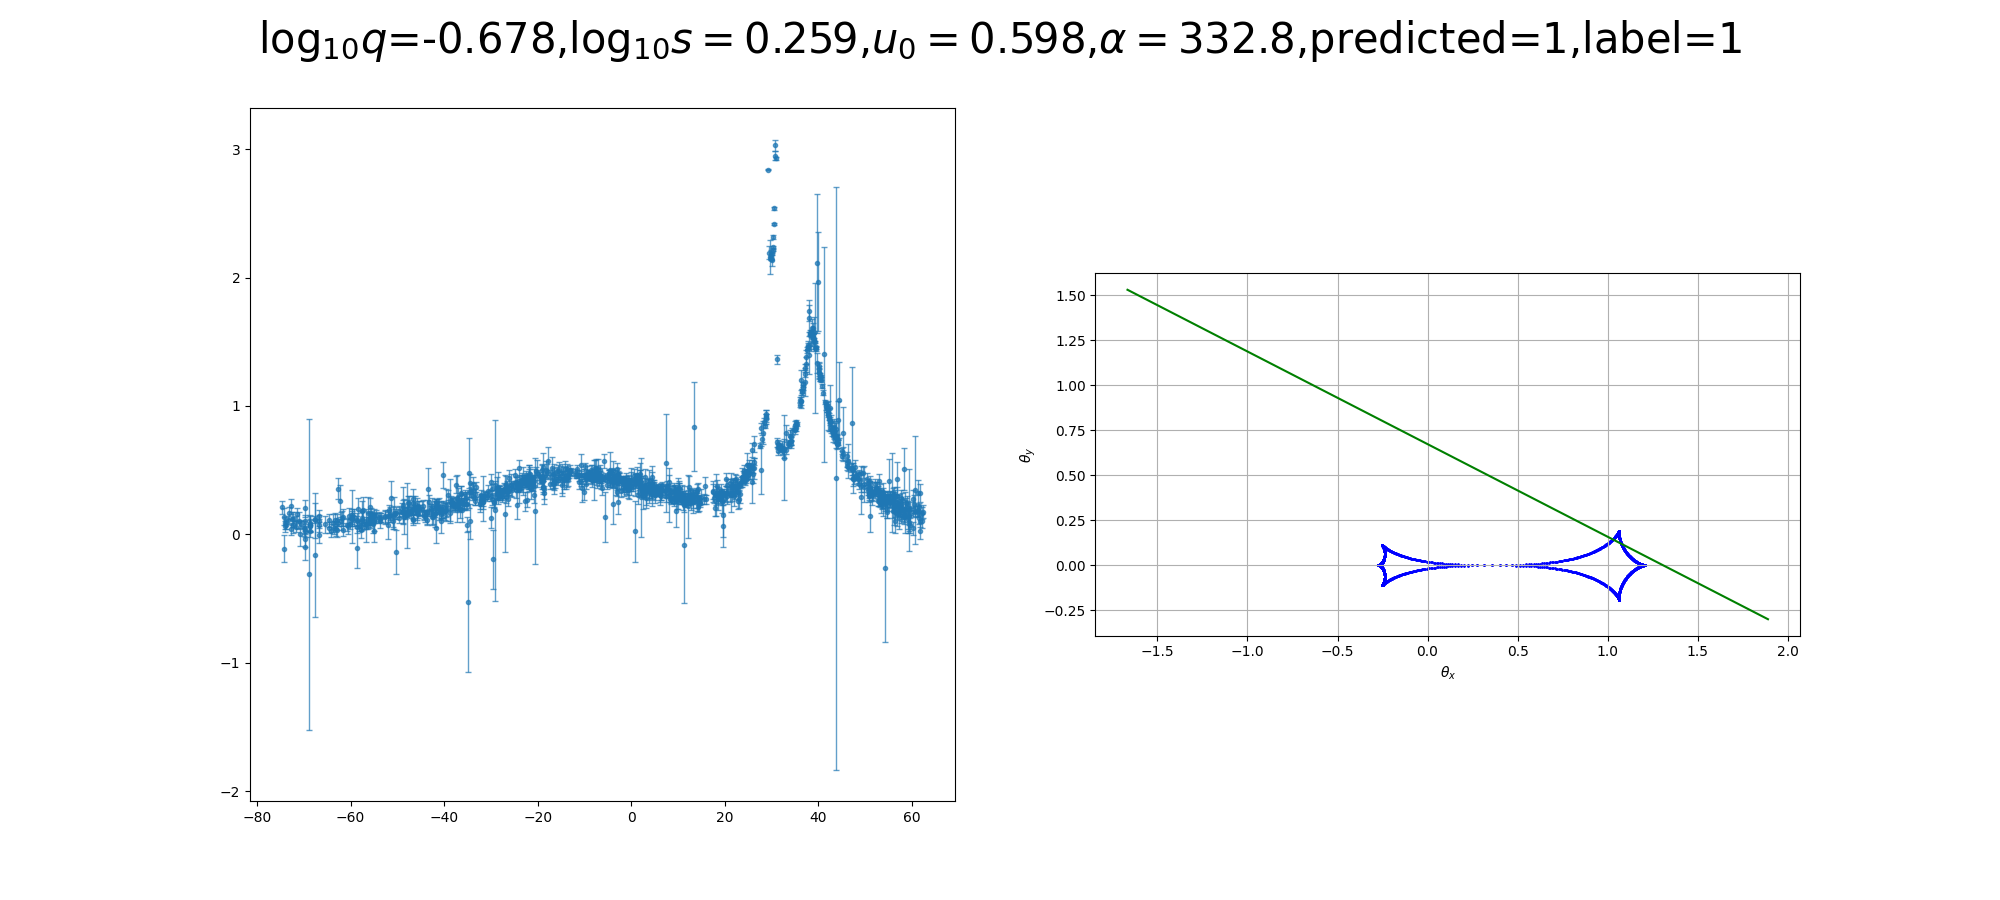 log₁₀q=-0.678,log₁₀s = 0.259,u₀ = 0.598,α = 332.8,predicted=1,label=1
3
2
1
0
−1
−2
−80 −60 −40 −20 0 20 40 60
1.50
1.25
1.00
0.75
0.50
0.25
0.00
−0.25
θy
−1.5 −1.0 −0.5 0.0 0.5 1.0 1.5 2.0
θx